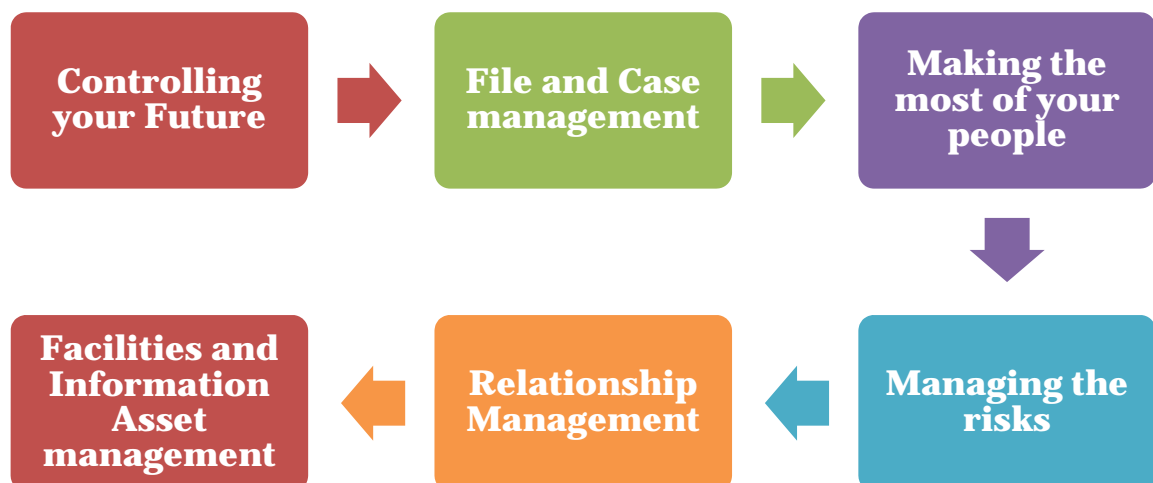 Controlling
your Future
File and Case
management
Making the
most of your
people
Managing the
risks
Relationship
Management
Facilities and
Information
Asset
management